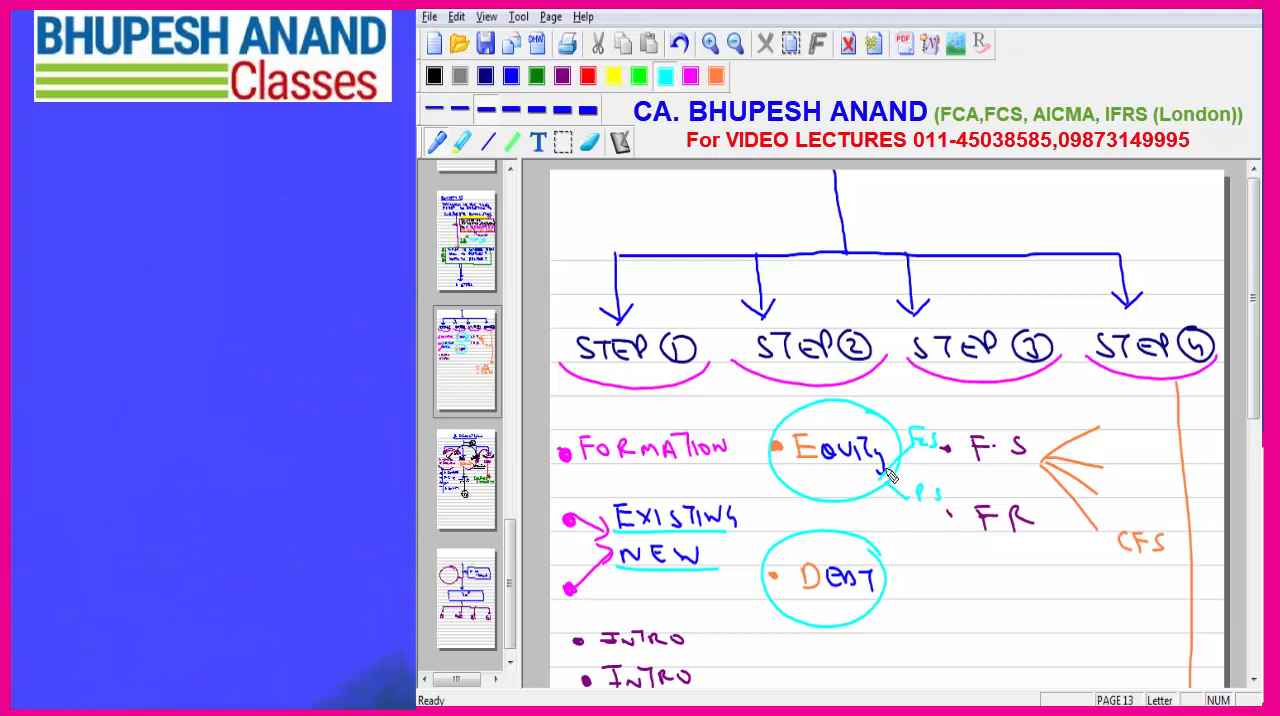 BHUPESH ANAND
Classes
File Edit View Tool Page Help
CA. BHUPESH ANAND (FCA,FCS, AICMA, IFRS (London))
For VIDEO LECTURES 011-45038585,09873149995
STEP 1 STEP 2 STEP 3 STEP 4
• FORMATION • EQUITY ES • F.S
PS
EXISTING • FR
NEW CFS
• DEBT
• INTRO
• INTRO
Ready PAGE 13 Letter NUM